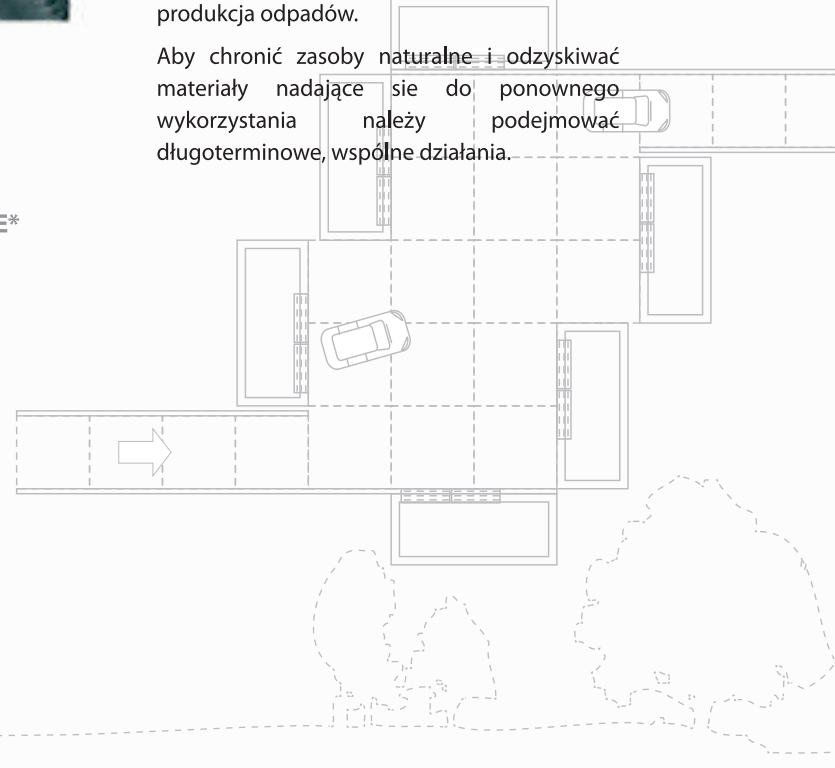 produkcja odpadów.
Aby chronić zasoby naturalne i odzyskiwać
materiały nadające sie do ponownego
wykorzystania należy podejmować
długoterminowe, wspólne działania.
E*